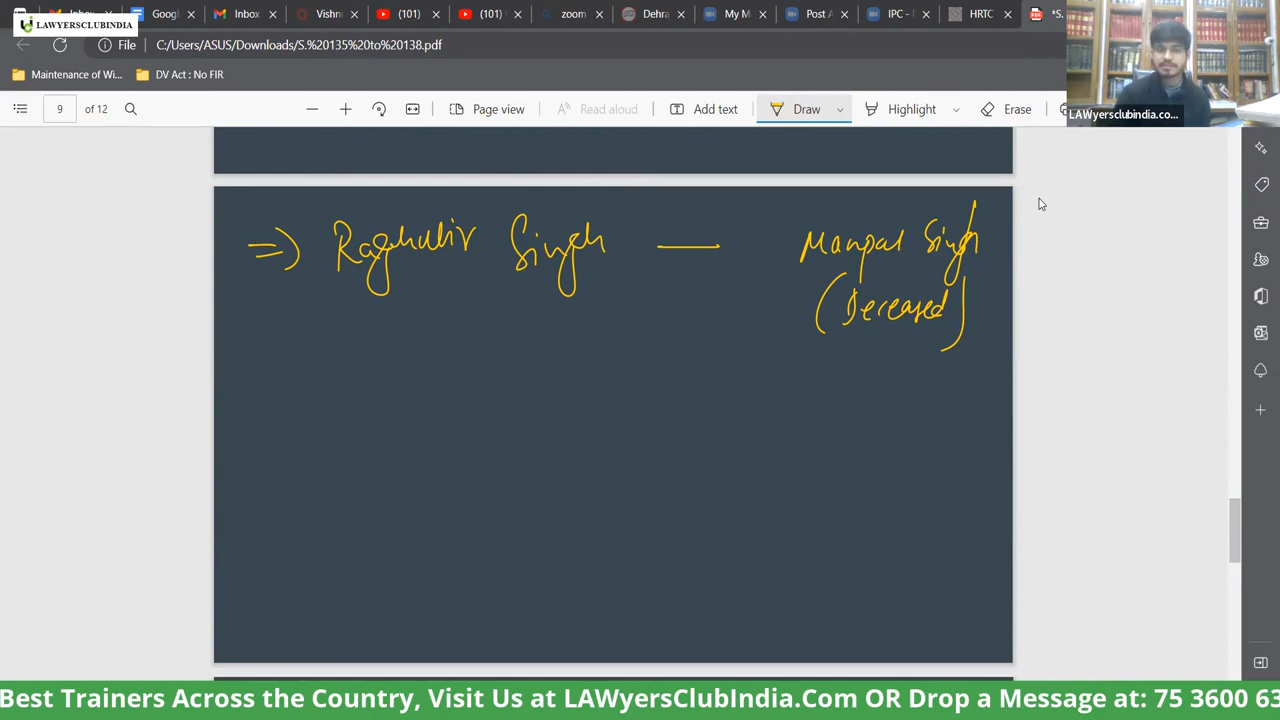 Inbox
Googl
Inbox
Vishn
(101)
(101)
onom
Dehra
Post .
HRTC
*S.
LAWYERSCLUBINDIA
File
C:/Users/ASUS/Downloads/S.%20135%20to%20138.pdf
Maintenance of Wi...
DV Act : No FIR
9 of 12
Page view
Read aloud
Add text
Draw
Highlight
Erase
LAWyersclubindia.co...
=> Raghubir Singh — Manpal Singh
(Deceased)
Best Trainers Across the Country, Visit Us at LAWyersClubIndia.Com OR Drop a Message at: 75 3600 63